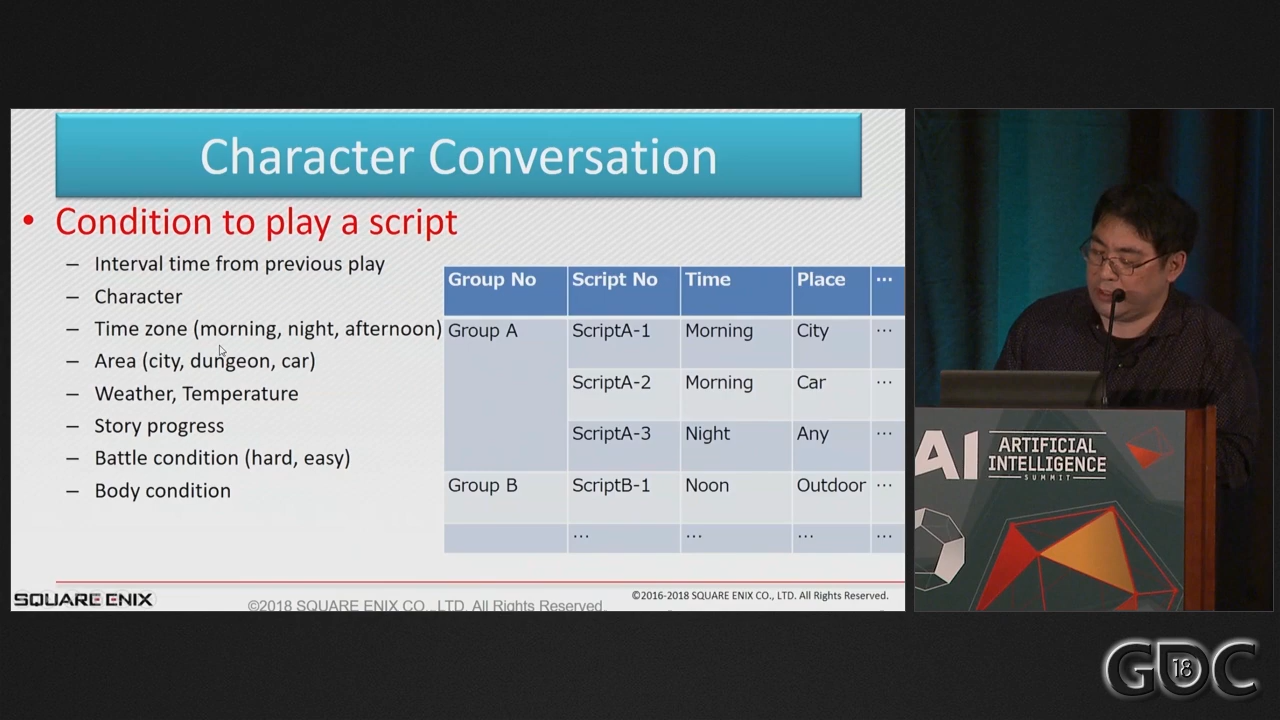 Character Conversation
• Condition to play a script
– Interval time from previous play
– Character
– Time zone (morning, night, afternoon)
– Area (city, dungeon, car)
– Weather, Temperature
– Story progress
– Battle condition (hard, easy)
– Body condition
Group No Script No Time Place ...
Group A ScriptA-1 Morning City ...
ScriptA-2 Morning Car ...
ScriptA-3 Night Any ...
Group B ScriptB-1 Noon Outdoor ...
... ... ... ...
SQUARE ENIX
©2018 SQUARE ENIX CO., LTD. All Rights Reserved.
©2016-2018 SQUARE ENIX CO., LTD. All Rights Reserved.
AI ARTIFICIAL
INTELLIGENCE
SUMMIT
GDC
18